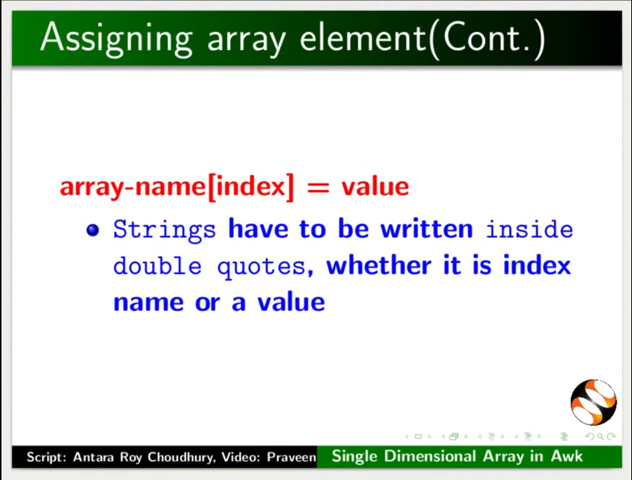 Assigning array element(Cont.)
array-name[index] = value
Strings have to be written inside
double quotes, whether it is index
name or a value
Script: Antara Roy Choudhury, Video: Praveen
Single Dimensional Array in Awk